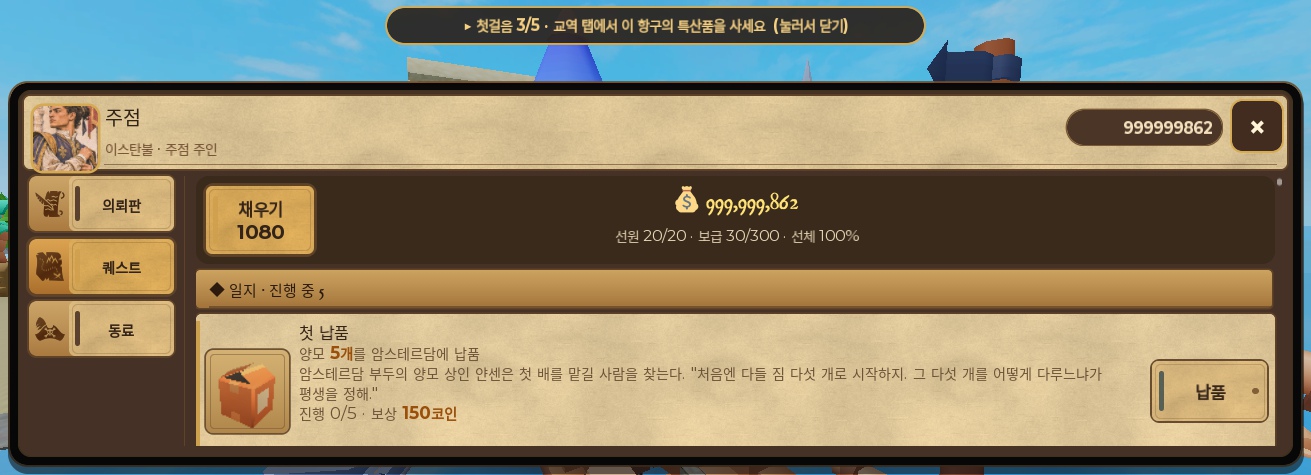 ▸ 첫걸음 3/5 · 교역 탭에서 이 항구의 특산품을 사세요 (눌러서 닫기)
주점
이스탄불 · 주점 주인
999999862
×
의뢰판
퀘스트
동료
채우기
1080
999,999,862
선원 20/20 · 보급 30/300 · 선체 100%
◆ 일지 · 진행 중 5
첫 납품
양모 5개를 암스테르담에 납품
암스테르담 부두의 양모 상인 얀센은 첫 배를 맡길 사람을 찾는다. "처음엔 다들 짐 다섯 개로 시작하지. 그 다섯 개를 어떻게 다루느냐가
평생을 정해."
진행 0/5 · 보상 150코인
납품